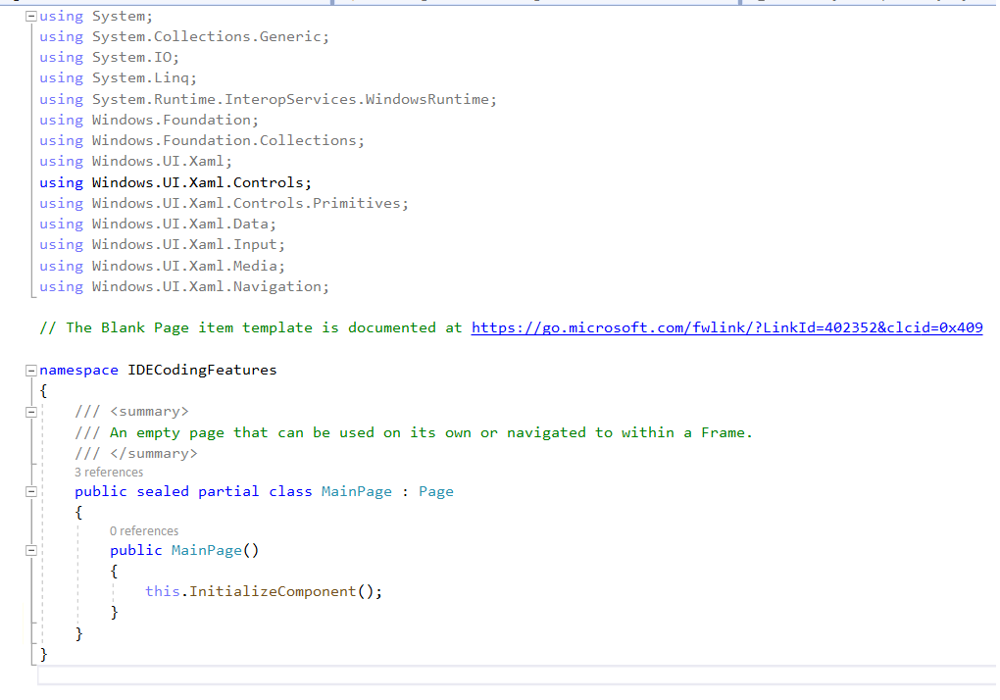 using System;
using System.Collections.Generic;
using System.IO;
using System.Linq;
using System.Runtime.InteropServices.WindowsRuntime;
using Windows.Foundation;
using Windows.Foundation.Collections;
using Windows.UI.Xaml;
using Windows.UI.Xaml.Controls;
using Windows.UI.Xaml.Controls.Primitives;
using Windows.UI.Xaml.Data;
using Windows.UI.Xaml.Input;
using Windows.UI.Xaml.Media;
using Windows.UI.Xaml.Navigation;
// The Blank Page item template is documented at https://go.microsoft.com/fwlink/?LinkId=402352&clcid=0x409
namespace IDECodingFeatures
{
/// <summary>
/// An empty page that can be used on its own or navigated to within a Frame.
/// </summary>
3 references
public sealed partial class MainPage : Page
{
0 references
public MainPage()
{
this.InitializeComponent();
}
}
}